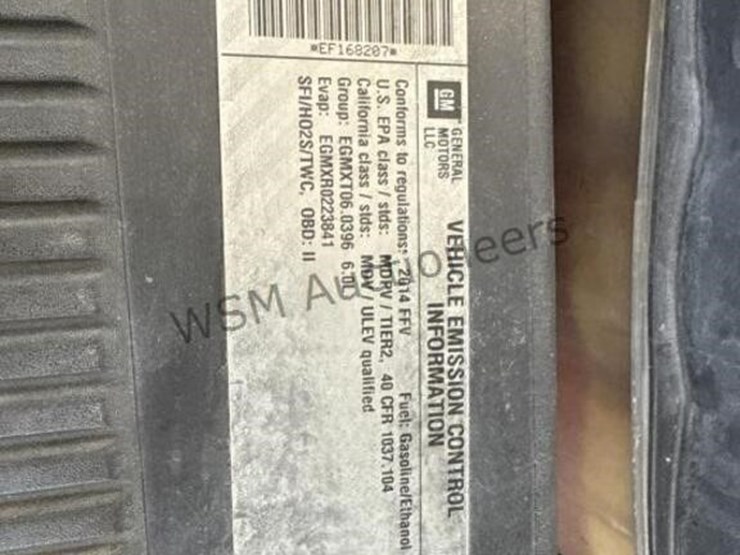 *EF168207*
GM
GENERAL
MOTORS
LLC
VEHICLE EMISSION CONTROL
INFORMATION
Conforms to regulations: 2014 FFV Fuel: Gasoline/Ethanol
U.S. EPA class / stds: MDPV / TIER2, 40 CFR 1037.104
California class / stds: MDV / ULEV qualified
Group: EGMXT06.0396 6.0L
Evap: EGMXR0223841
SFI/HO2S/TWC, OBD: II
WSM Auctioneers